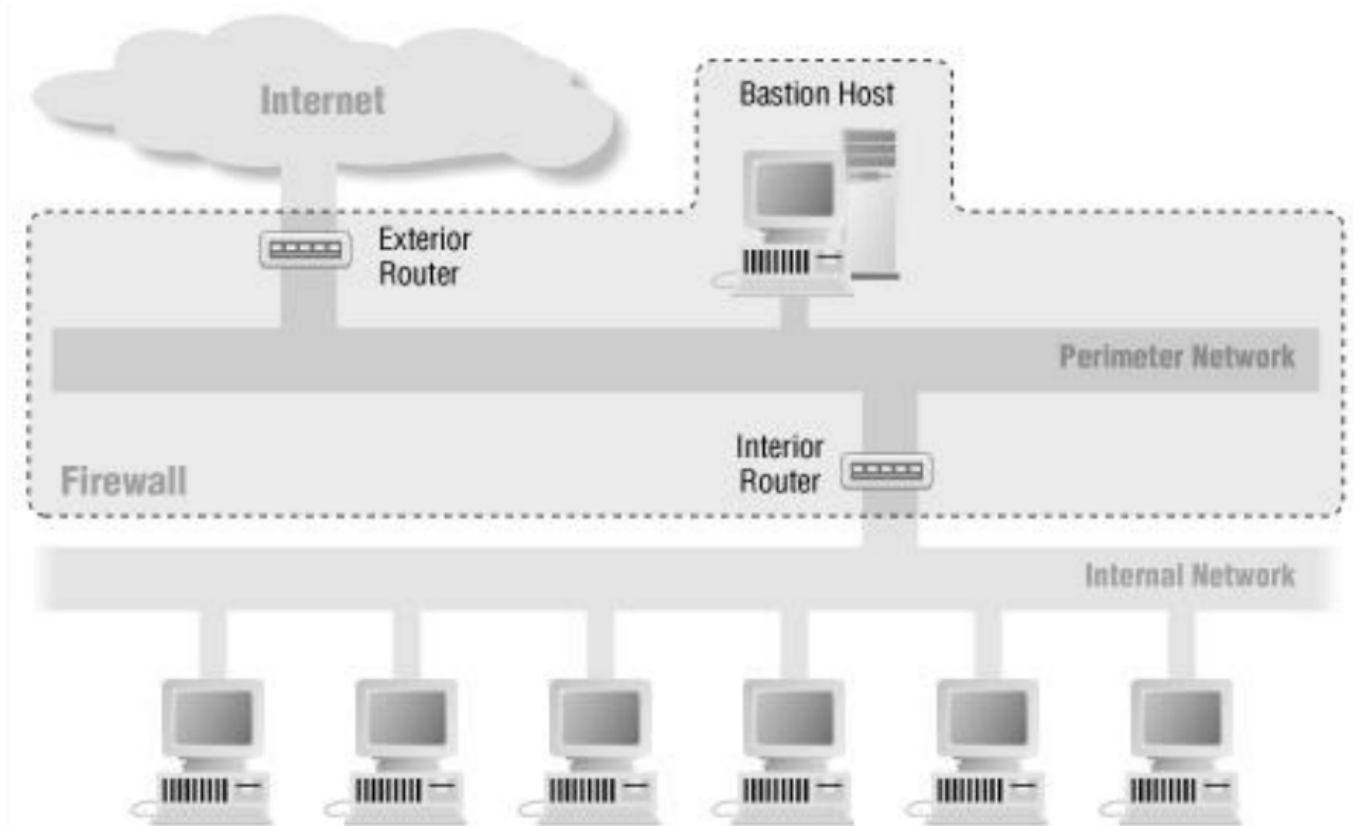 Internet
Bastion Host
Exterior
Router
Perimeter Network
Interior
Router
Firewall
Internal Network